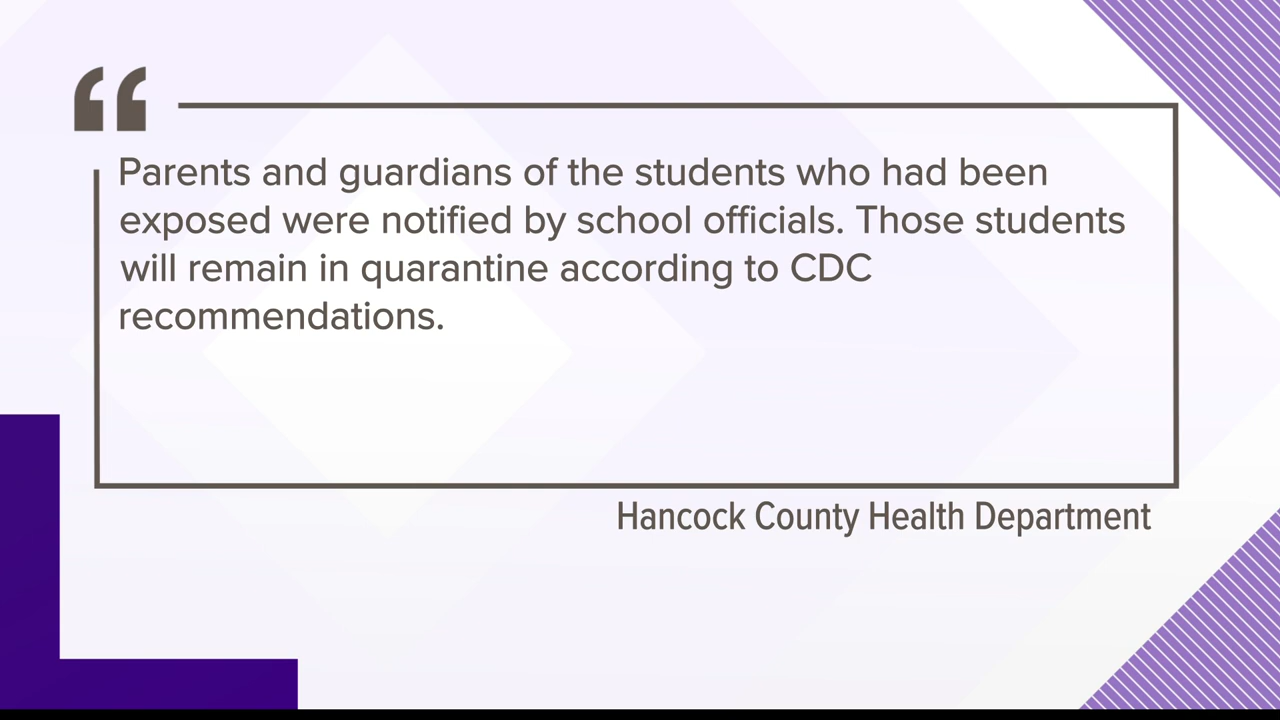 “
Parents and guardians of the students who had been
exposed were notified by school officials. Those students
will remain in quarantine according to CDC
recommendations.
Hancock County Health Department